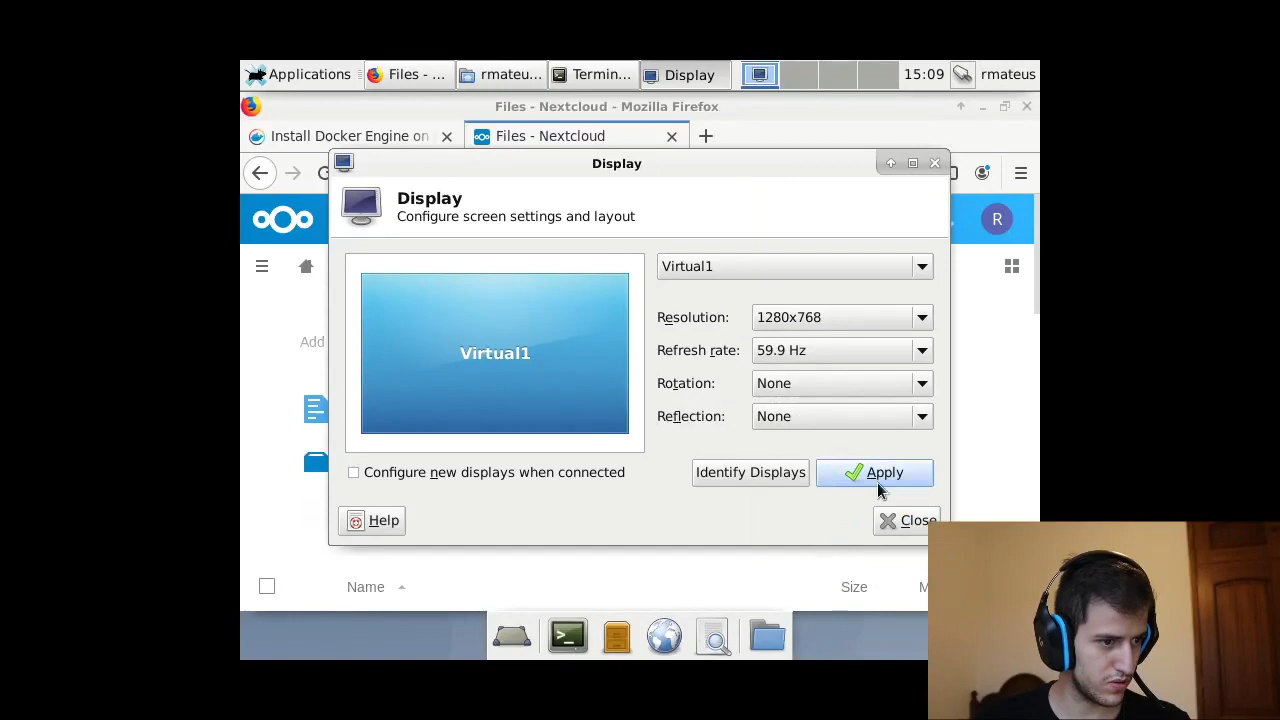 Applications
Files - ...
rmateu...
Termin...
Display
15:09
rmateus
Files - Nextcloud - Mozilla Firefox
Install Docker Engine on
Files - Nextcloud
Display
Display
Configure screen settings and layout
R
Virtual1
Virtual1
Resolution:
1280x768
Refresh rate:
59.9 Hz
Rotation:
None
Reflection:
None
Add
Configure new displays when connected
Identify Displays
Apply
Help
Close
Name
Size
M